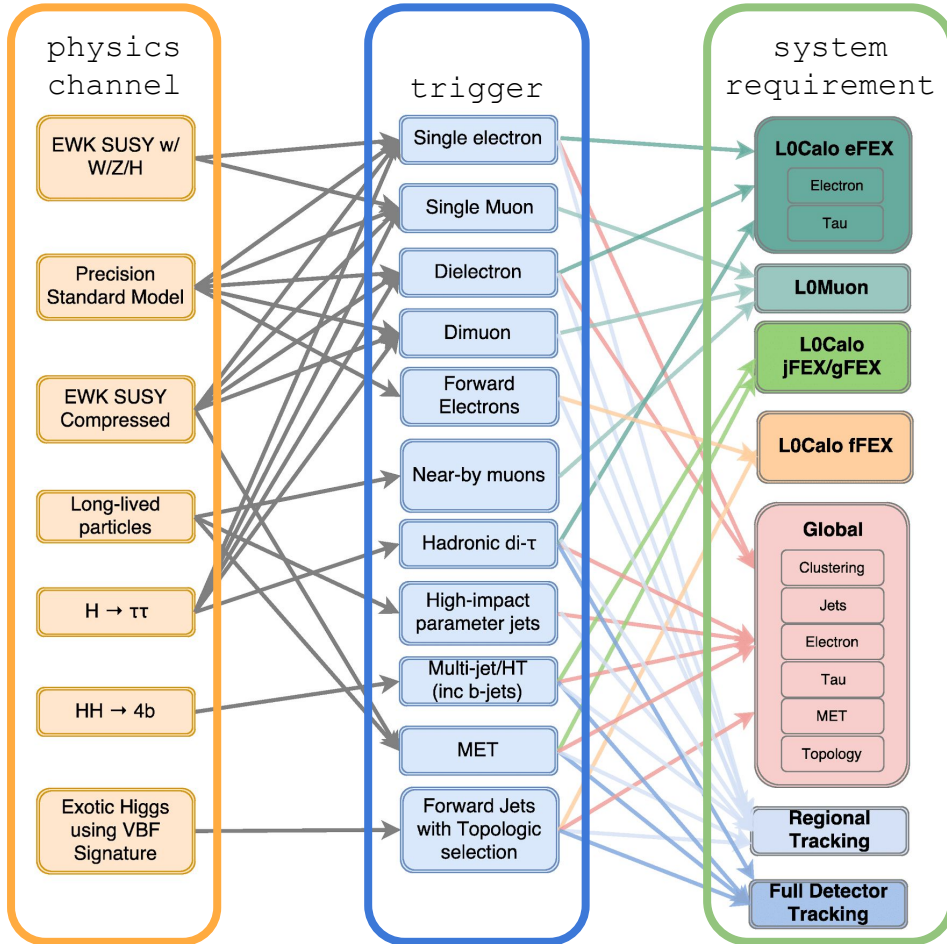 physics
channel
EWK SUSY w/
W/Z/H
Precision
Standard Model
EWK SUSY
Compressed
Long-lived
particles
H → ττ
HH → 4b
Exotic Higgs
using VBF
Signature
trigger
Single electron
Single Muon
Dielectron
Dimuon
Forward
Electrons
Near-by muons
Hadronic di-τ
High-impact
parameter jets
Multi-jet/HT
(inc b-jets)
MET
Forward Jets
with Topologic
selection
system
requirement
L0Calo eFEX
Electron
Tau
L0Muon
L0Calo
jFEX/gFEX
L0Calo fFEX
Global
Clustering
Jets
Electron
Tau
MET
Topology
Regional
Tracking
Full Detector
Tracking